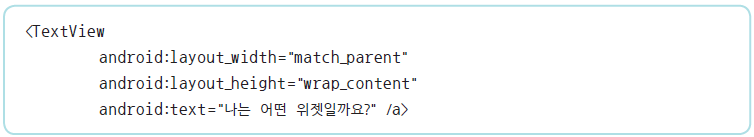 <TextView
android:layout_width="match_parent"
android:layout_height="wrap_content"
android:text="나는 어떤 위젯일까요?" /a>